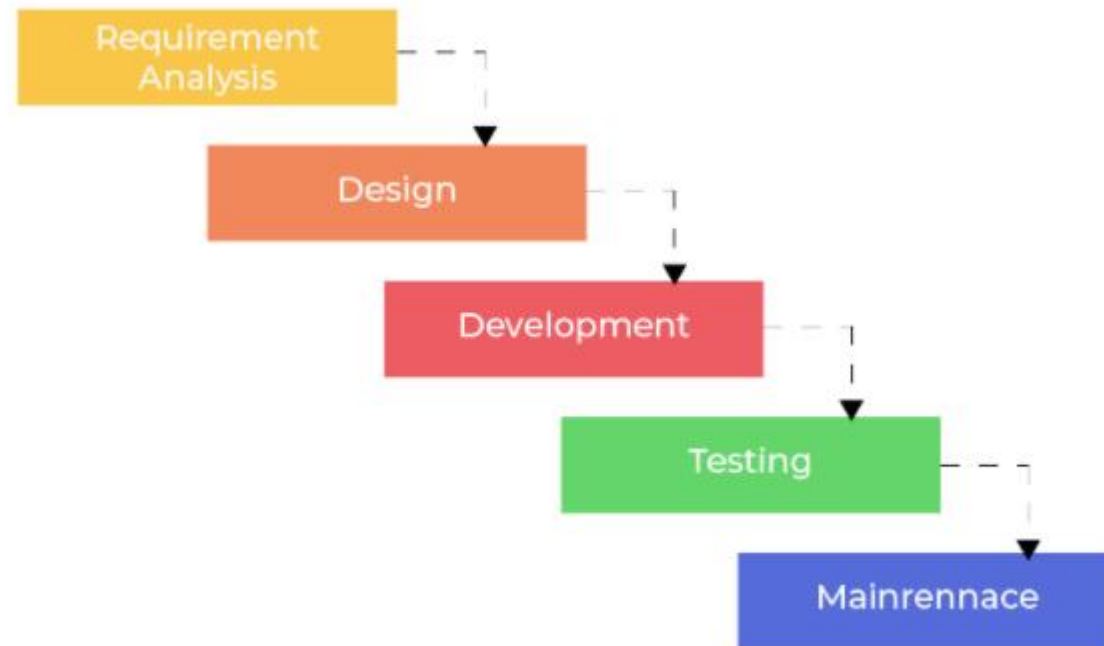 Requirement
Analysis
Design
Development
Testing
Mainrennace